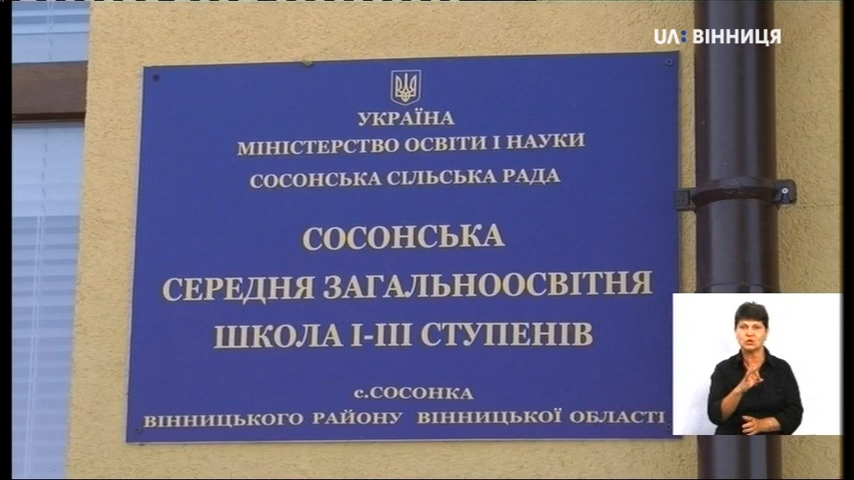 UA: ВІННИЦЯ
УКРАЇНА
МІНІСТЕРСТВО ОСВІТИ І НАУКИ
СОСОНСЬКА СІЛЬСЬКА РАДА
СОСОНСЬКА
СЕРЕДНЯ ЗАГАЛЬНООСВІТНЯ
ШКОЛА І-ІІІ СТУПЕНІВ
с.СОСОНКА
ВІННИЦЬКОГО РАЙОНУ ВІННИЦЬКОЇ ОБЛАСТІ